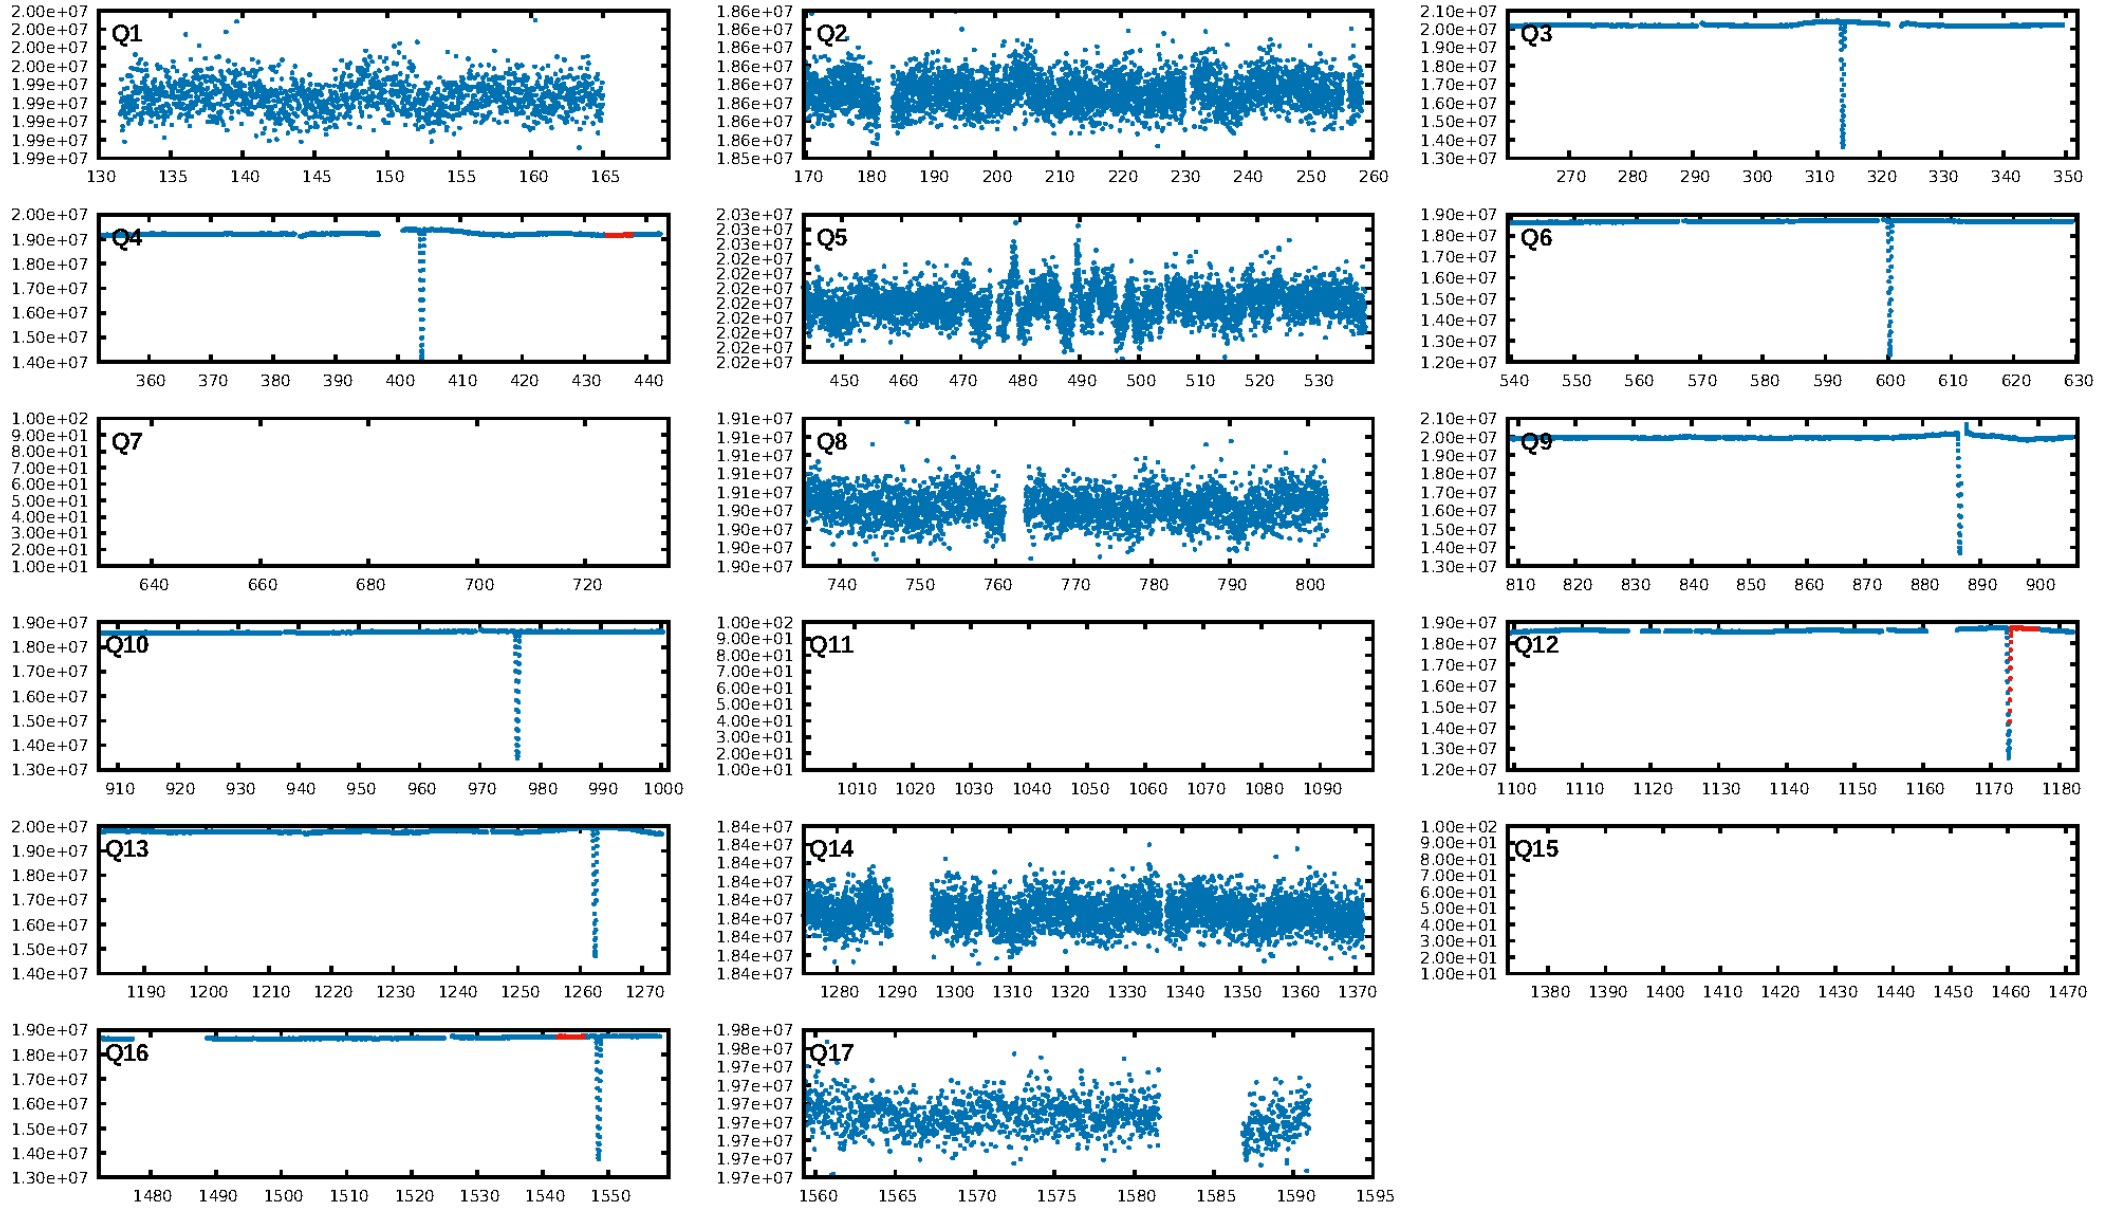 2.00e+07
2.00e+07
2.00e+07
2.00e+07
1.99e+07
1.99e+07
1.99e+07
1.99e+07
1.99e+07
Q1
130 135 140 145 150 155 160 165
1.86e+07
1.86e+07
1.86e+07
1.86e+07
1.86e+07
1.86e+07
1.86e+07
1.86e+07
1.85e+07
Q2
170 180 190 200 210 220 230 240 250 260
2.10e+07
2.00e+07
1.90e+07
1.80e+07
1.70e+07
1.60e+07
1.50e+07
1.40e+07
1.30e+07
Q3
270 280 290 300 310 320 330 340 350
2.00e+07
1.90e+07
1.80e+07
1.70e+07
1.60e+07
1.50e+07
1.40e+07
Q4
360 370 380 390 400 410 420 430 440
2.03e+07
2.03e+07
2.03e+07
2.02e+07
2.02e+07
2.02e+07
2.02e+07
2.02e+07
2.02e+07
2.02e+07
2.02e+07
Q5
450 460 470 480 490 500 510 520 530
1.90e+07
1.80e+07
1.70e+07
1.60e+07
1.50e+07
1.40e+07
1.30e+07
1.20e+07
Q6
540 550 560 570 580 590 600 610 620 630
1.00e+02
9.00e+01
8.00e+01
7.00e+01
6.00e+01
5.00e+01
4.00e+01
3.00e+01
2.00e+01
1.00e+01
Q7
640 660 680 700 720
1.91e+07
1.91e+07
1.91e+07
1.91e+07
1.91e+07
1.90e+07
1.90e+07
1.90e+07
1.90e+07
Q8
740 750 760 770 780 790 800
2.10e+07
2.00e+07
1.90e+07
1.80e+07
1.70e+07
1.60e+07
1.50e+07
1.40e+07
1.30e+07
Q9
810 820 830 840 850 860 870 880 890 900
1.90e+07
1.80e+07
1.70e+07
1.60e+07
1.50e+07
1.40e+07
1.30e+07
Q10
910 920 930 940 950 960 970 980 990 1000
1.00e+02
9.00e+01
8.00e+01
7.00e+01
6.00e+01
5.00e+01
4.00e+01
3.00e+01
2.00e+01
1.00e+01
Q11
1010 1020 1030 1040 1050 1060 1070 1080 1090
1.90e+07
1.80e+07
1.70e+07
1.60e+07
1.50e+07
1.40e+07
1.30e+07
1.20e+07
Q12
1100 1110 1120 1130 1140 1150 1160 1170 1180
2.00e+07
1.90e+07
1.80e+07
1.70e+07
1.60e+07
1.50e+07
1.40e+07
Q13
1190 1200 1210 1220 1230 1240 1250 1260 1270
1.84e+07
1.84e+07
1.84e+07
1.84e+07
1.84e+07
1.84e+07
1.84e+07
1.84e+07
1.84e+07
Q14
1280 1290 1300 1310 1320 1330 1340 1350 1360 1370
1.00e+02
9.00e+01
8.00e+01
7.00e+01
6.00e+01
5.00e+01
4.00e+01
3.00e+01
2.00e+01
1.00e+01
Q15
1380 1390 1400 1410 1420 1430 1440 1450 1460 1470
1.90e+07
1.80e+07
1.70e+07
1.60e+07
1.50e+07
1.40e+07
1.30e+07
Q16
1480 1490 1500 1510 1520 1530 1540 1550
1.98e+07
1.98e+07
1.97e+07
1.97e+07
1.97e+07
1.97e+07
1.97e+07
1.97e+07
1.97e+07
Q17
1560 1565 1570 1575 1580 1585 1590 1595